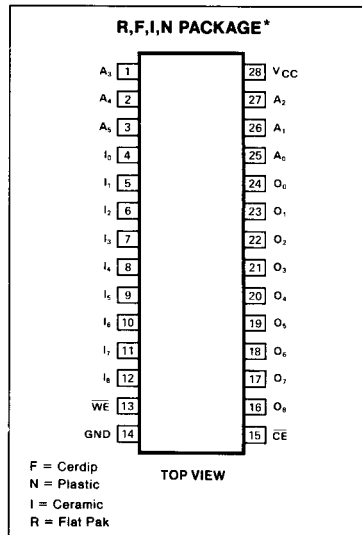 R,F,I,N PACKAGE*
A₃ 1 28 VCC
A₄ 2 27 A₂
A₅ 3 26 A₁
I₀ 4 25 A₀
I₁ 5 24 O₀
I₂ 6 23 O₁
I₃ 7 22 O₂
I₄ 8 21 O₃
I₅ 9 20 O₄
I₆ 10 19 O₅
I₇ 11 18 O₆
I₈ 12 17 O₇
W̅E̅ 13 16 O₈
GND 14 15 C̅E̅
TOP VIEW
F = Cerdip
N = Plastic
I = Ceramic
R = Flat Pak